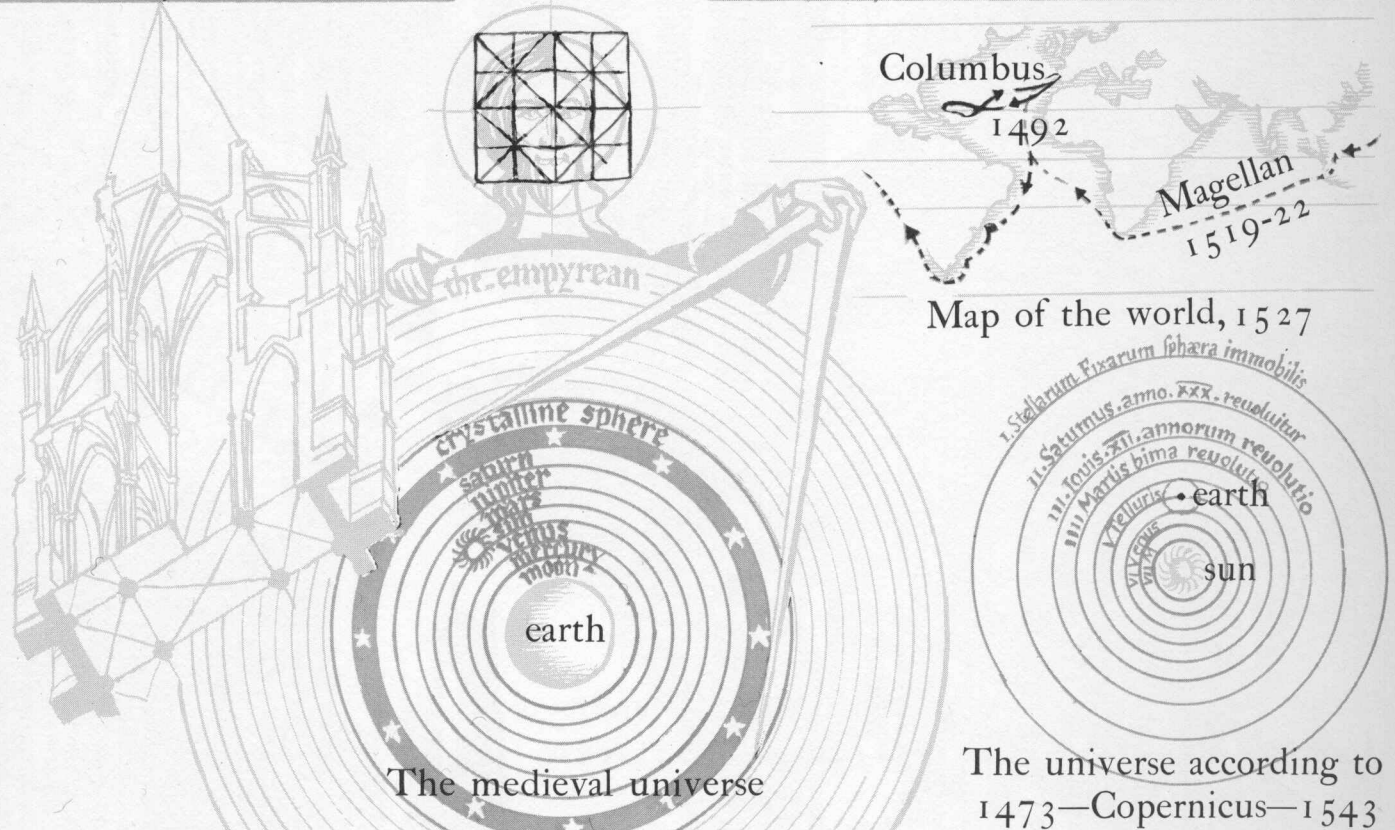 Columbus
1492
Magellan
1519-22
Map of the world, 1527
the empyrean
crystalline sphere
saturn
jupiter
mars
sun
venus
mercury
moon
earth
The medieval universe
I. Stellarum Fixarum sphæra immobilis
II. Saturnus. anno. XXX. reuoluitur
III. Iouis. XII. annorum reuolutio
IIII Martis bima reuolutio
V Telluris
VI. Venus
earth
sun
The universe according to
1473—Copernicus—1543